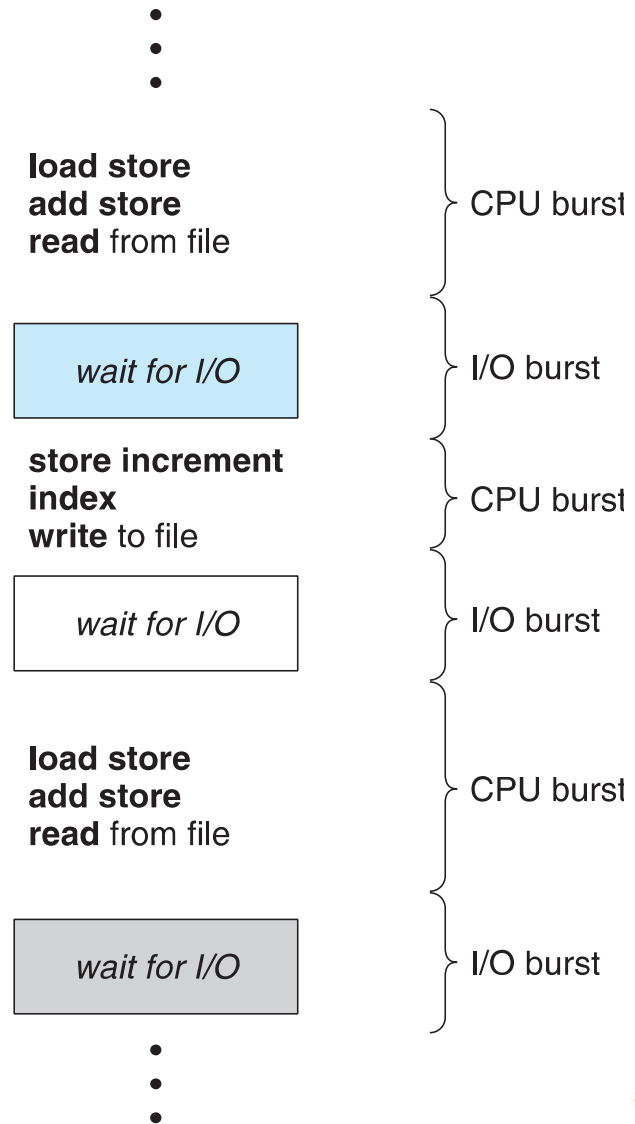 load store
add store
read from file
CPU burst
wait for I/O
I/O burst
store increment
index
write to file
CPU burst
wait for I/O
I/O burst
load store
add store
read from file
CPU burst
wait for I/O
I/O burst